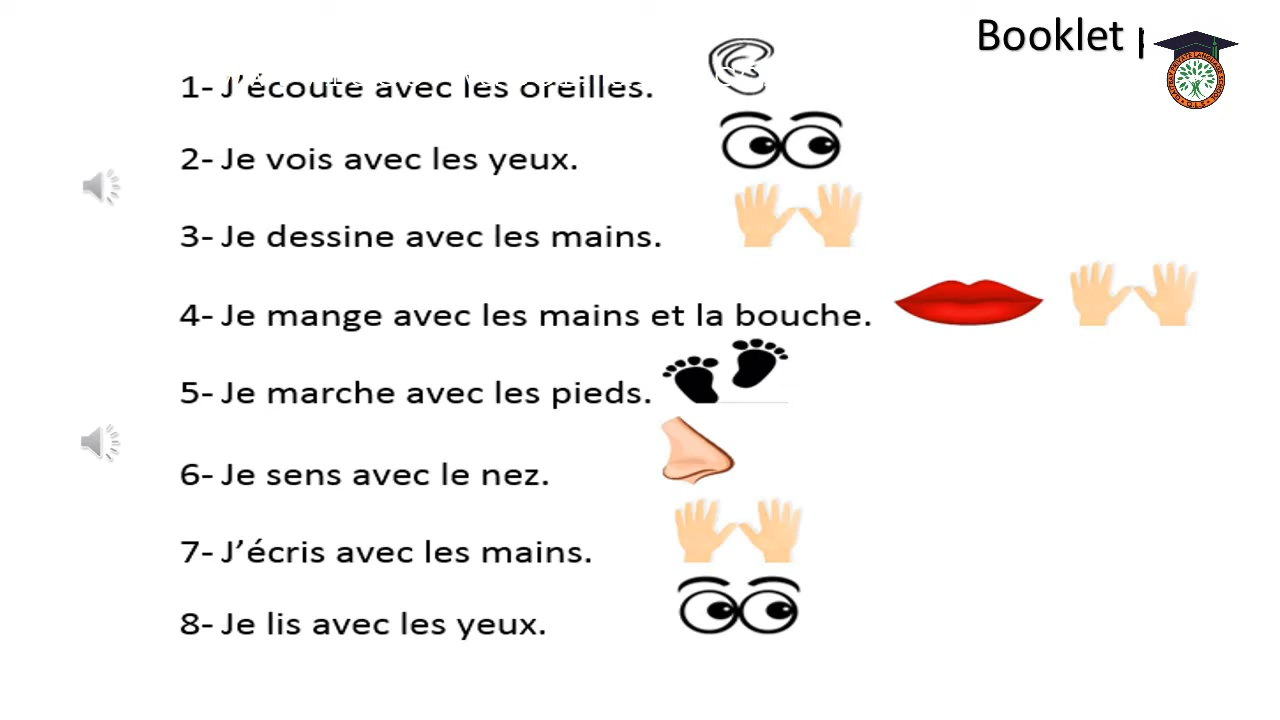 Booklet
1- J’écoute avec les oreilles.
2- Je vois avec les yeux.
3- Je dessine avec les mains.
4- Je mange avec les mains et la bouche.
5- Je marche avec les pieds.
6- Je sens avec le nez.
7- J’écris avec les mains.
8- Je lis avec les yeux.